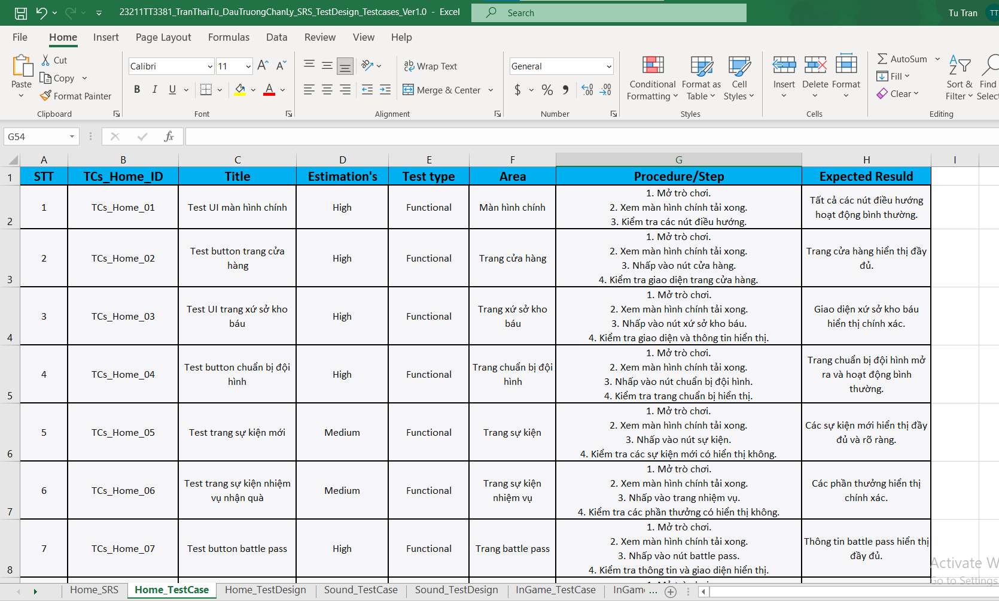 23211TT3381_TranThaiTu_DauTruongChanLy_SRS_TestDesign_Testcases_Ver1.0 - Excel
Search
Tu Tran
TT
File Home Insert Page Layout Formulas Data Review View Help
Paste
Cut
Copy
Format Painter
Clipboard
Calibri 11
B I U
Font
Wrap Text
Merge & Center
Alignment
General
$ % 9
Number
Conditional Formatting
Format as Table
Cell Styles
Styles
Insert Delete Format
Cells
AutoSum
Fill
Clear
Sort & Filter
Find
Selec
Editing
G54
fx
A B C D E F G H I
1 STT TCs_Home_ID Title Estimation's Test type Area Procedure/Step Expected Resuld
2
1
TCs_Home_01
Test UI màn hình chính
High
Functional
Màn hình chính
1. Mở trò chơi.
2. Xem màn hình chính tải xong.
3. Kiểm tra các nút điều hướng.
Tất cả các nút điều hướng
hoạt động bình thường.
3
2
TCs_Home_02
Test button trang cửa
hàng
High
Functional
Trang cửa hàng
1. Mở trò chơi.
2. Xem màn hình chính tải xong.
3. Nhấp vào nút cửa hàng.
4. Kiểm tra giao diện trang cửa hàng.
Trang cửa hàng hiển thị đầy
đủ.
4
3
TCs_Home_03
Test UI trang xứ sở kho
báu
High
Functional
Trang xứ sở kho
báu
1. Mở trò chơi.
2. Xem màn hình chính tải xong.
3. Nhấp vào nút xứ sở kho báu.
4. Kiểm tra giao diện và thông tin hiển thị.
Giao diện xứ sở kho báu
hiển thị chính xác.
5
4
TCs_Home_04
Test button chuẩn bị đội
hình
High
Functional
Trang chuẩn bị đội
hình
1. Mở trò chơi.
2. Xem màn hình chính tải xong.
3. Nhấp vào nút chuẩn bị đội hình.
4. Kiểm tra trang chuẩn bị hiển thị.
Trang chuẩn bị đội hình mở
ra và hoạt động bình
thường.
6
5
TCs_Home_05
Test trang sự kiện mới
Medium
Functional
Trang sự kiện
1. Mở trò chơi.
2. Xem màn hình chính tải xong.
3. Nhấp vào nút sự kiện.
4. Kiểm tra các sự kiện mới có hiển thị không.
Các sự kiện mới hiển thị đầy
đủ và rõ ràng.
7
6
TCs_Home_06
Test trang sự kiện nhiệm
vụ nhận quà
Medium
Functional
Trang sự kiện
nhiệm vụ
1. Mở trò chơi.
2. Xem màn hình chính tải xong.
3. Nhấp vào trang nhiệm vụ.
4. Kiểm tra các phần thưởng có hiển thị không.
Các phần thưởng hiển thị
chính xác.
8
7
TCs_Home_07
Test button battle pass
High
Functional
Trang battle pass
1. Mở trò chơi.
2. Xem màn hình chính tải xong.
3. Nhấp vào nút battle pass.
4. Kiểm tra thông tin và giao diện hiển thị.
Thông tin battle pass hiển thị
đầy đủ.
Activate W
Go to Settings
Home_SRS Home_TestCase Home_TestDesign Sound_TestCase Sound_TestDesign InGame_TestCase InGam ...